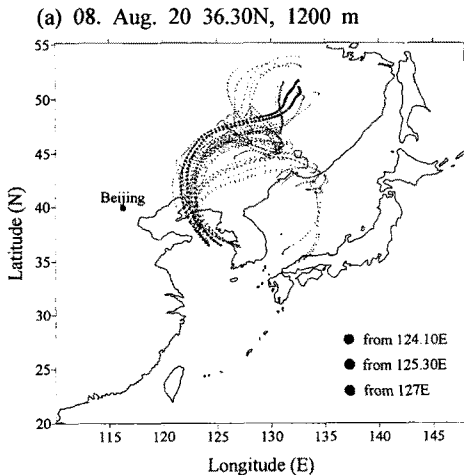 (a) 08. Aug. 20 36.30N, 1200 m
55
50
45
40
35
30
25
20
Latitude (N)
Beijing
from 124.10E
from 125.30E
from 127E
115 120 125 130 135 140 145
Longitude (E)